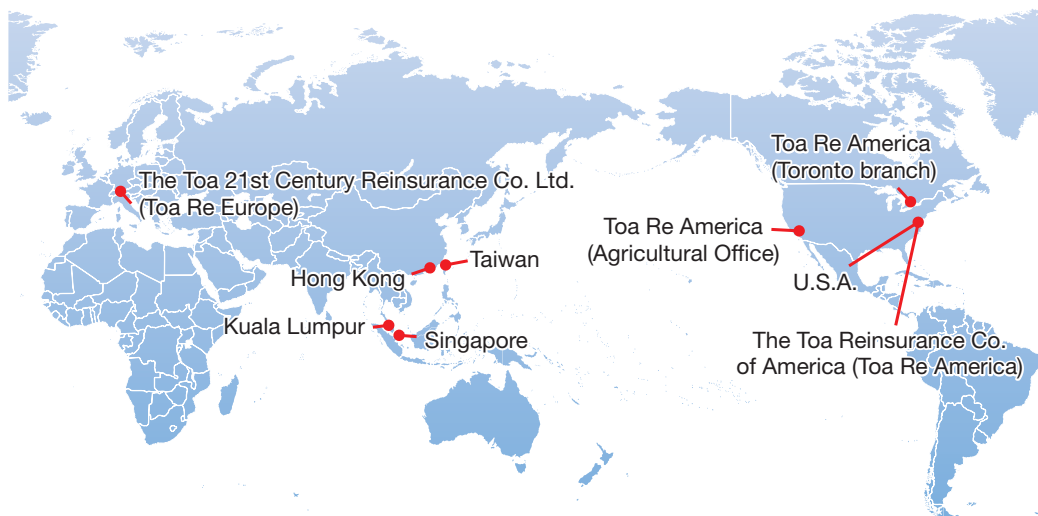 The Toa 21st Century Reinsurance Co. Ltd.
(Toa Re Europe)
Hong Kong
Taiwan
Kuala Lumpur
Singapore
Toa Re America
(Toronto branch)
Toa Re America
(Agricultural Office)
U.S.A.
The Toa Reinsurance Co.
of America (Toa Re America)